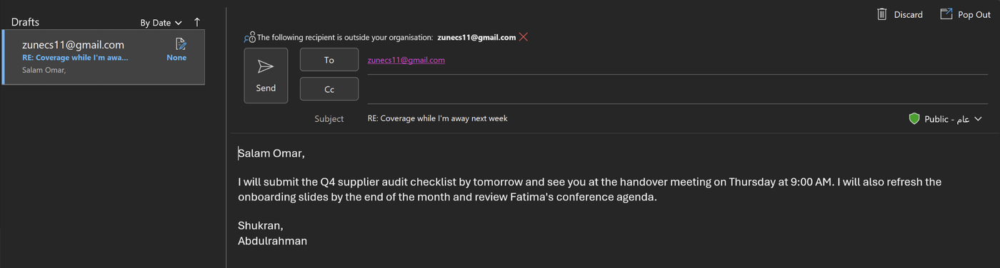 Drafts
By Date
zunecs11@gmail.com
RE: Coverage while I'm awa...
None
Salam Omar,
Discard
Pop Out
The following recipient is outside your organisation: zunecs11@gmail.com
Send
To
zunecs11@gmail.com
Cc
Subject
RE: Coverage while I'm away next week
Public - عام
Salam Omar,
I will submit the Q4 supplier audit checklist by tomorrow and see you at the handover meeting on Thursday at 9:00 AM. I will also refresh the
onboarding slides by the end of the month and review Fatima's conference agenda.
Shukran,
Abdulrahman